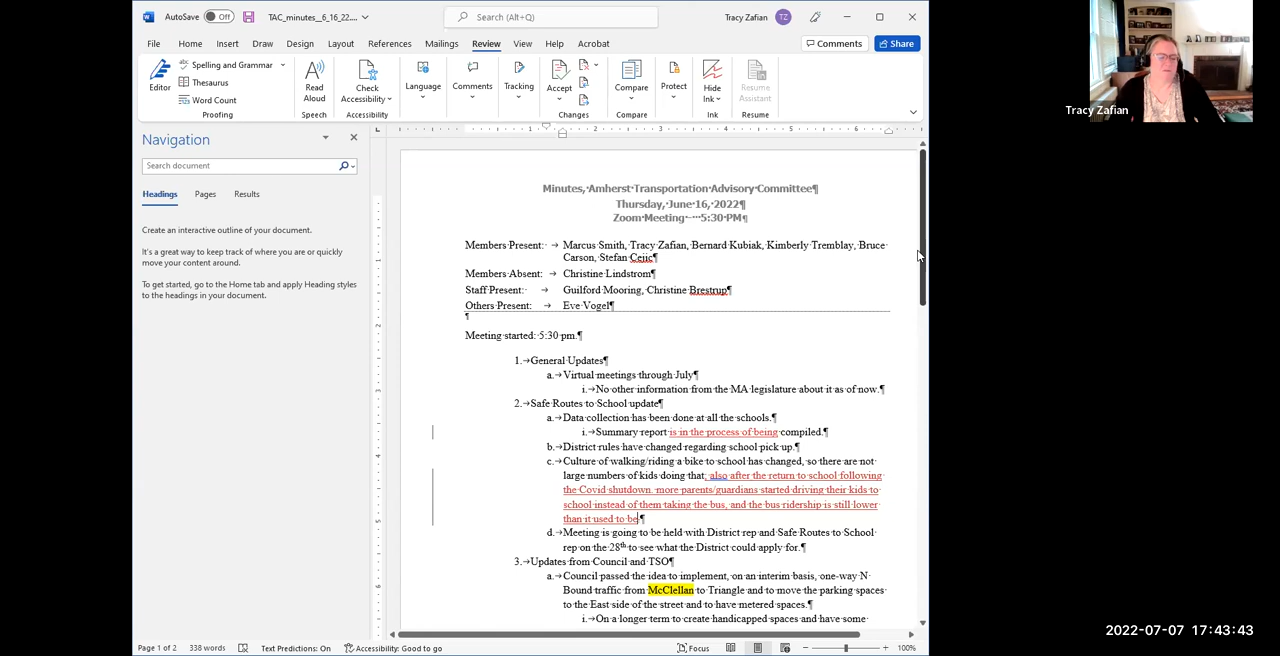 AutoSave Off TAC_minutes__6_16_22.... Search (Alt+Q) Tracy Zafian TZ
File Home Insert Draw Design Layout References Mailings Review View Help Acrobat Comments Share
Editor
Spelling and Grammar
Thesaurus
Word Count
Proofing
Read Aloud
Speech
Check Accessibility
Accessibility
Language
Comments
Tracking
Accept
Changes
Compare
Compare
Protect
Hide Ink
Ink
Resume Assistant
Resume
Navigation
Search document
Headings Pages Results
Create an interactive outline of your document.
It's a great way to keep track of where you are or quickly
move your content around.
To get started, go to the Home tab and apply Heading styles
to the headings in your document.
1 2 3 4 5 6
1
2
3
4
5
6
Minutes, Amherst Transportation Advisory Committee¶
Thursday, June 16, 2022¶
Zoom Meeting – 5:30 PM¶
Members Present: → Marcus Smith, Tracy Zafian, Bernard Kubiak, Kimberly Tremblay, Bruce
Carson, Stefan Cejic¶
Members Absent: → Christine Lindstrom¶
Staff Present: → Guilford Mooring, Christine Brestrup¶
Others Present: → Eve Vogel¶
¶
Meeting started: 5:30 pm.¶
1.→General Updates¶
a.→Virtual meetings through July¶
i.→No other information from the MA legislature about it as of now.¶
2.→Safe Routes to School update¶
a.→Data collection has been done at all the schools.¶
i.→Summary report is in the process of being compiled.¶
b.→District rules have changed regarding school pick up.¶
c.→Culture of walking/riding a bike to school has changed, so there are not
large numbers of kids doing that; also after the return to school following
the Covid shutdown, more parents/guardians started driving their kids to
school instead of them taking the bus, and the bus ridership is still lower
than it used to be¶
d.→Meeting is going to be held with District rep and Safe Routes to School
rep on the 28th to see what the District could apply for.¶
3.→Updates from Council and TSO¶
a.→Council passed the idea to implement, on an interim basis, one-way N
Bound traffic from McClellan to Triangle and to move the parking spaces
to the East side of the street and to have metered spaces.¶
i.→On a longer term to create handicapped spaces and have some
Page 1 of 2 338 words Text Predictions: On Accessibility: Good to go Focus 100%
Tracy Zafian
2022-07-07 17:43:43